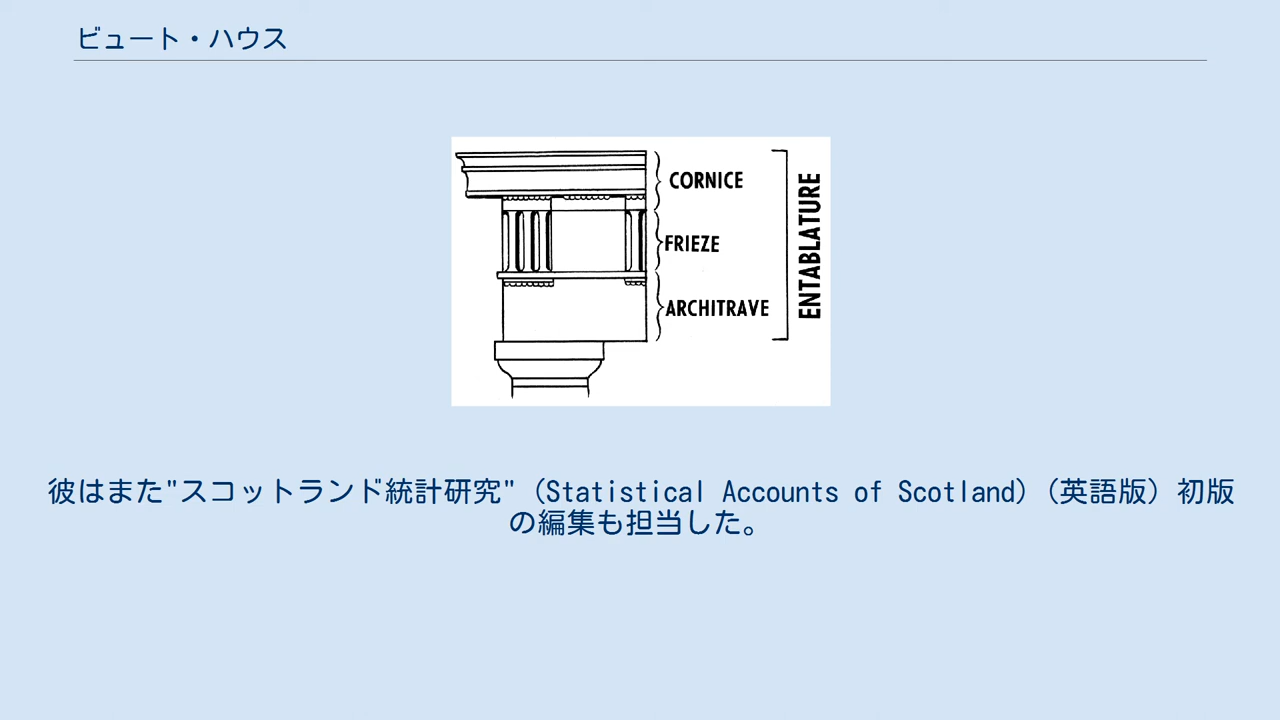 ビュート・ハウス
CORNICE
FRIEZE
ARCHITRAVE
ENTABLATURE
彼はまた"スコットランド統計研究"（Statistical Accounts of Scotland）（英語版）初版
の編集も担当した。